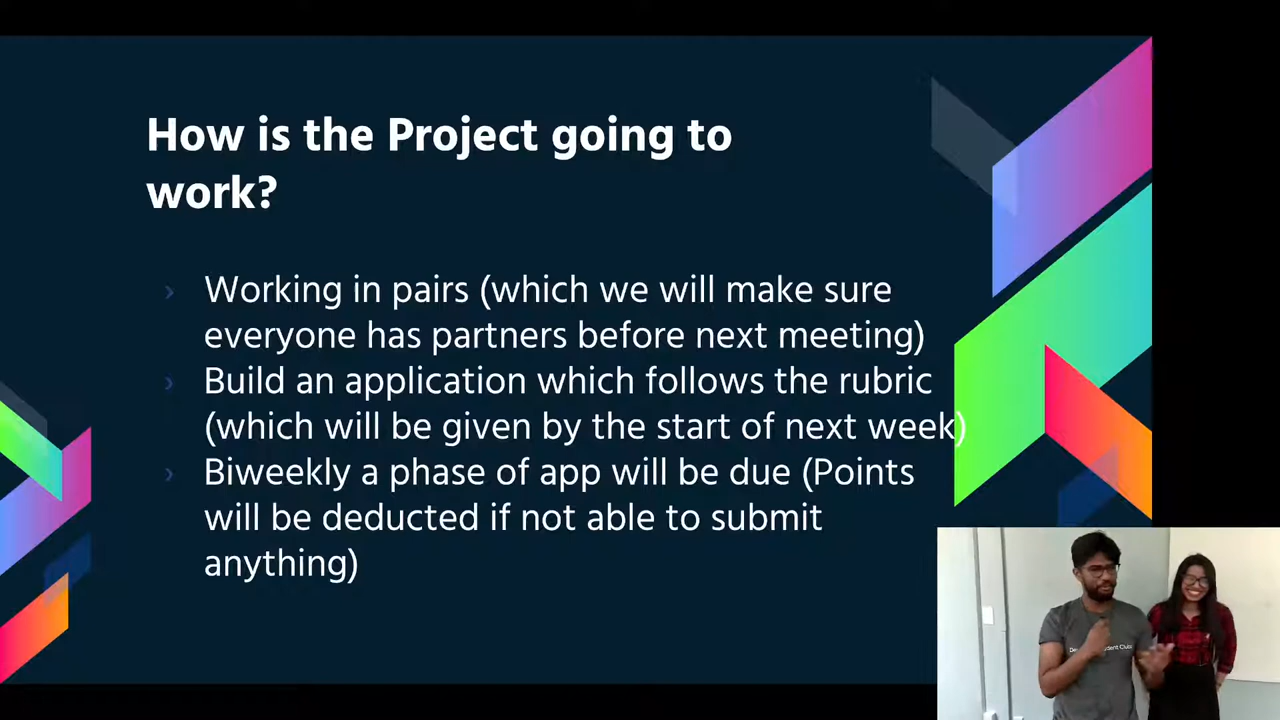 How is the Project going to
work?
› Working in pairs (which we will make sure
everyone has partners before next meeting)
› Build an application which follows the rubric
(which will be given by the start of next week)
› Biweekly a phase of app will be due (Points
will be deducted if not able to submit
anything)